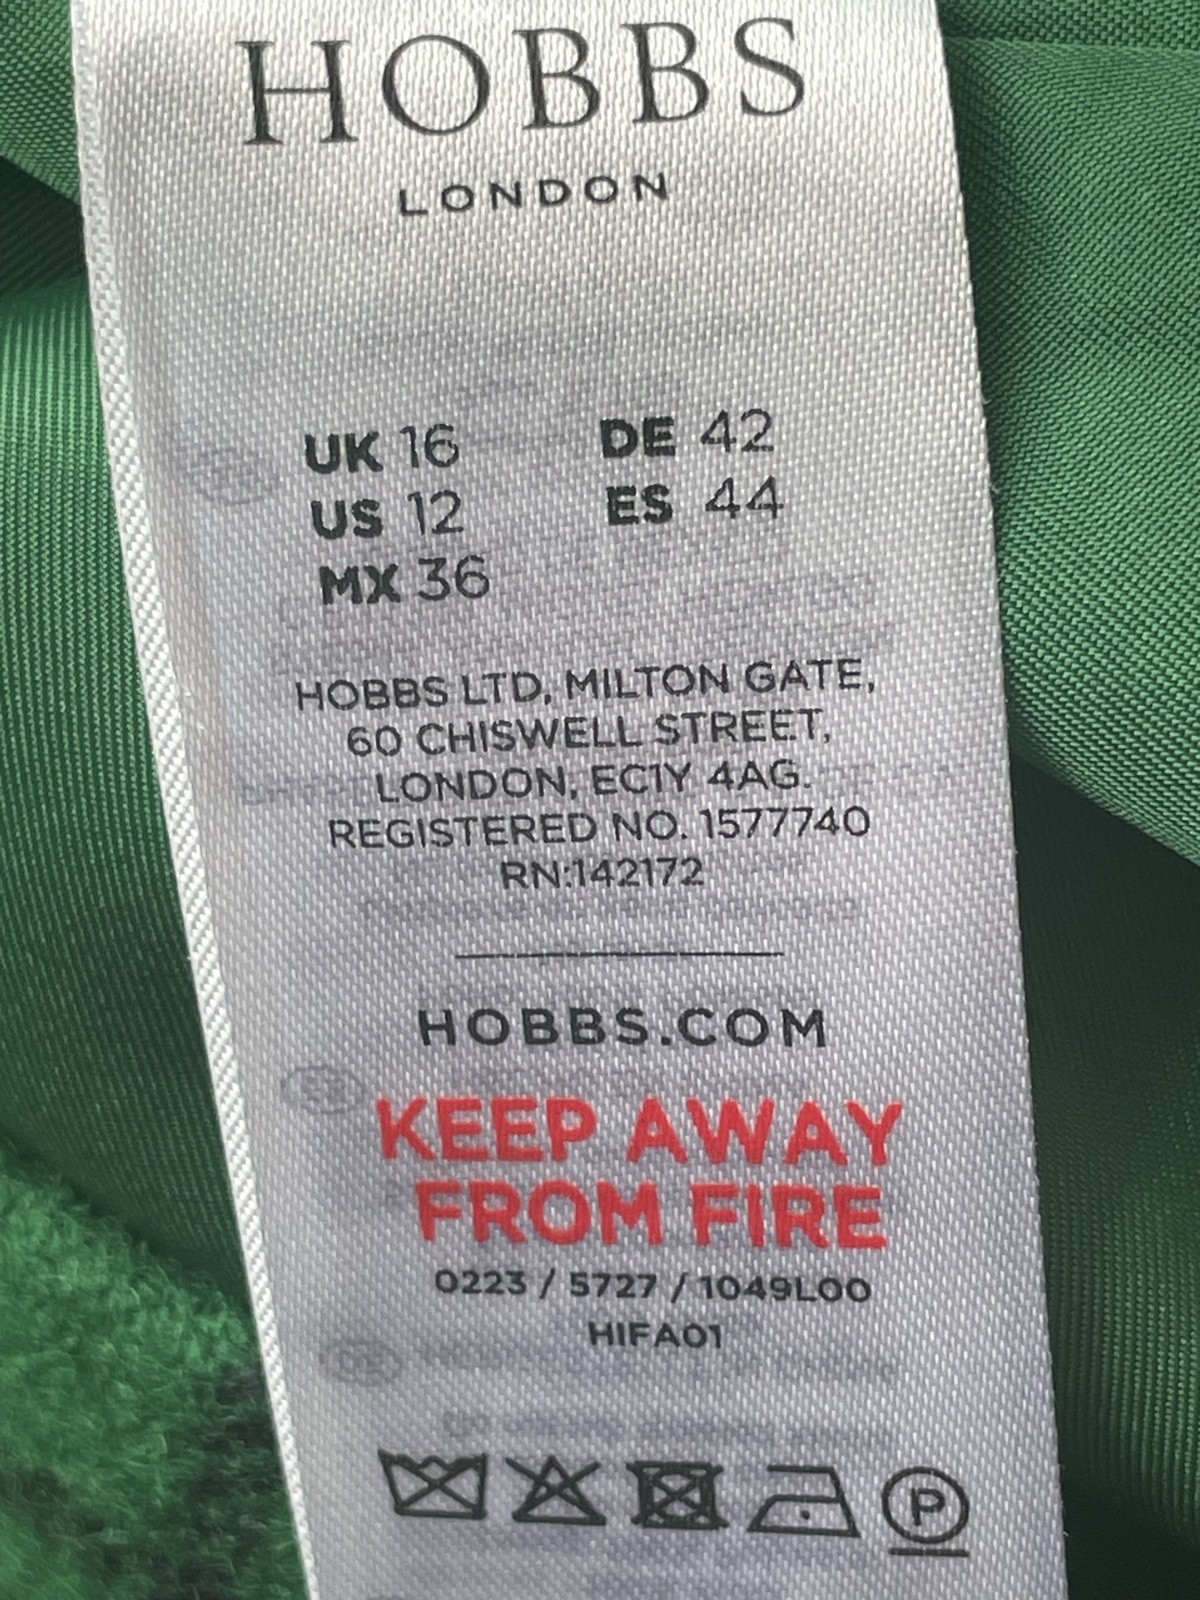 HOBBS
LONDON
UK 16 DE 42
US 12 ES 44
MX 36
HOBBS LTD, MILTON GATE,
60 CHISWELL STREET,
LONDON, EC1Y 4AG.
REGISTERED NO. 1577740
RN:142172
HOBBS.COM
KEEP AWAY
FROM FIRE
0223 / 5727 / 1049L00
HIFA01
P